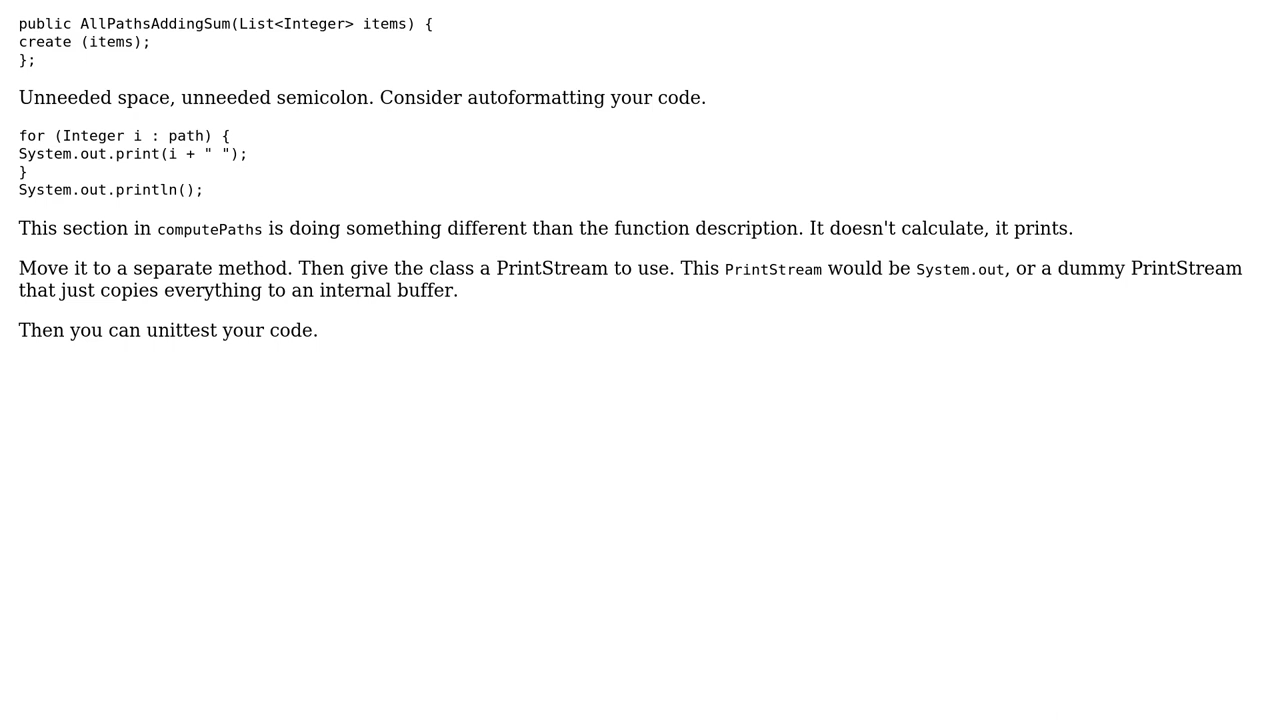 public AllPathsAddingSum(List<Integer> items) {
create (items);
};
Unneeded space, unneeded semicolon. Consider autoformatting your code.
for (Integer i : path) {
System.out.print(i + " ");
}
System.out.println();
This section in computePaths is doing something different than the function description. It doesn't calculate, it prints.
Move it to a separate method. Then give the class a PrintStream to use. This PrintStream would be System.out, or a dummy PrintStream
that just copies everything to an internal buffer.
Then you can unittest your code.